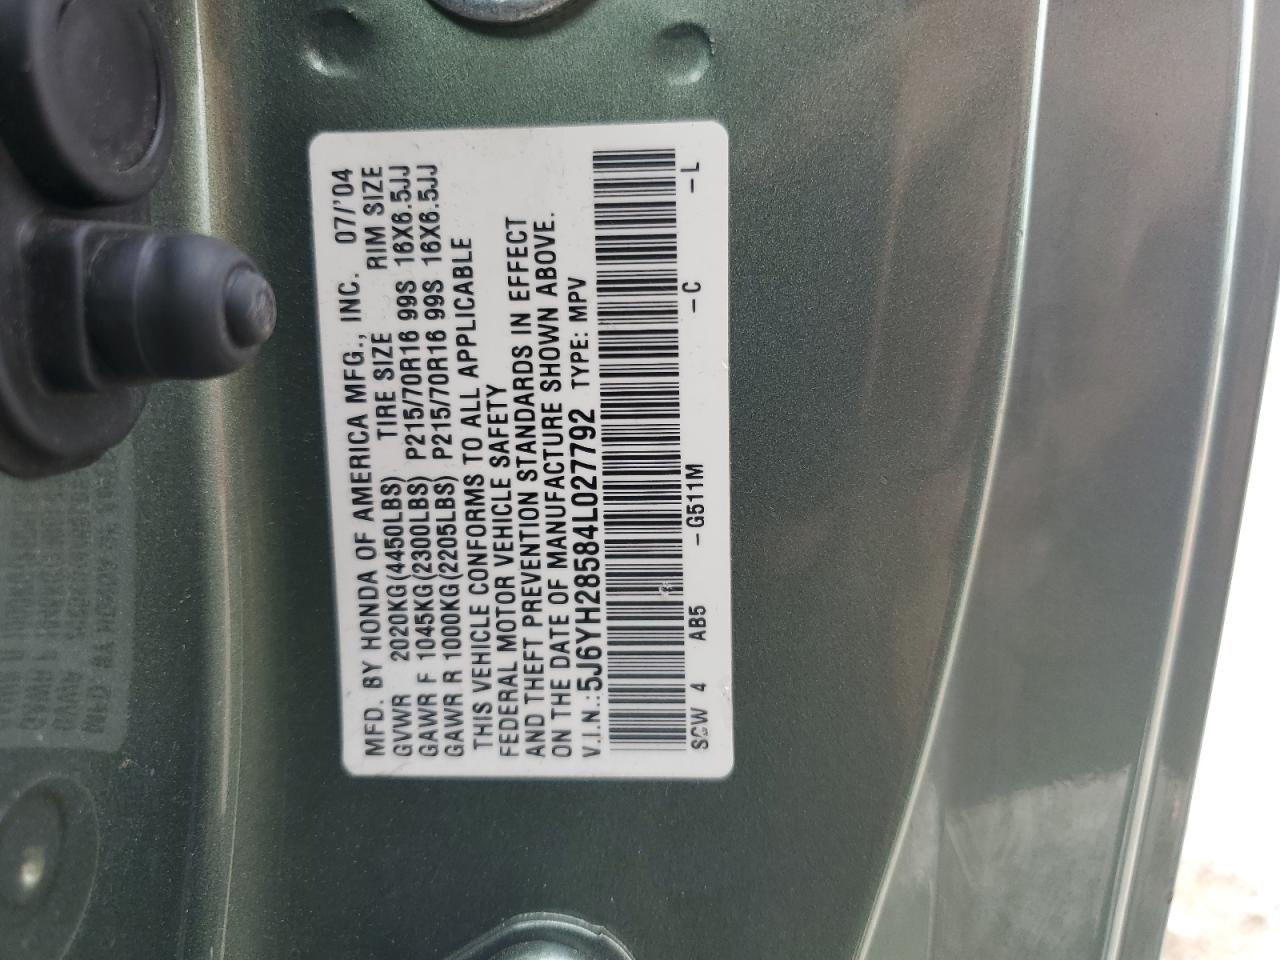 MFD. BY HONDA OF AMERICA MFG., INC. 07/'04
GVWR 2020KG(4450LBS) TIRE SIZE RIM SIZE
GAWR F 1045KG(2300LBS) P215/70R16 99S 16X6.5JJ
GAWR R 1000KG(2205LBS) P215/70R16 99S 16X6.5JJ
THIS VEHICLE CONFORMS TO ALL APPLICABLE
FEDERAL MOTOR VEHICLE SAFETY
AND THEFT PREVENTION STANDARDS IN EFFECT
ON THE DATE OF MANUFACTURE SHOWN ABOVE.
V.I.N.:5J6YH28584L027792 TYPE: MPV
SCW 4 AB5 -G511M -C -L